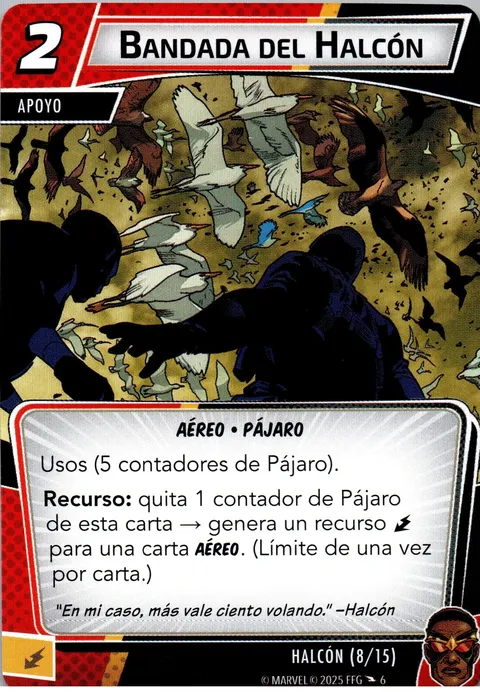 2
BANDADA DEL HALCÓN
APOYO
AÉREO • PÁJARO
Usos (5 contadores de Pájaro).
Recurso: quita 1 contador de Pájaro
de esta carta → genera un recurso
para una carta AÉREO. (Límite de una vez
por carta.)
"En mi caso, más vale ciento volando." –Halcón
HALCÓN (8/15)
© MARVEL © 2025 FFG 6